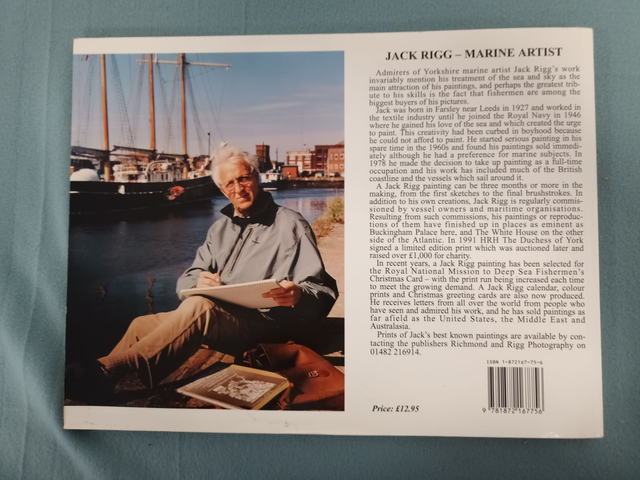 JACK RIGG – MARINE ARTIST
Admirers of Yorkshire marine artist Jack Rigg's work
invariably mention his treatment of the sea and sky as the
main attraction of his paintings, and perhaps the greatest trib-
ute to his skills is the fact that fishermen are among the
biggest buyers of his pictures.
Jack was born in Farsley near Leeds in 1927 and worked in
the textile industry until he joined the Royal Navy in 1946
where he gained his love of the sea and which created the urge
to paint. This creativity had been curbed in boyhood because
he could not afford to paint. He started serious painting in his
spare time in the 1960s and found his paintings sold immedi-
ately although he had a preference for marine subjects. In
1978 he made the decision to take up painting as a full-time
occupation and his work has included much of the British
coastline and the vessels which sail around it.
A Jack Rigg painting can be three months or more in the
making, from the first sketches to the final brushstrokes. In
addition to his own creations, Jack Rigg is regularly commis-
sioned by vessel owners and maritime organisations.
Resulting from such commissions, his paintings or reproduc-
tions of them have finished up in places as eminent as
Buckingham Palace here, and The White House on the other
side of the Atlantic. In 1991 HRH The Duchess of York
signed a limited edition print which was auctioned later and
raised over £1,000 for charity.
In recent years, a Jack Rigg painting has been selected for
the Royal National Mission to Deep Sea Fishermen's
Christmas Card – with the print run being increased each time
to meet the growing demand. A Jack Rigg calendar, colour
prints and Christmas greeting cards are also now produced.
He receives letters from all over the world from people who
have seen and admired his work, and he has sold paintings as
far afield as the United States, the Middle East and
Australasia.
Prints of Jack's best known paintings are available by con-
tacting the publishers Richmond and Rigg Photography on
01482 216914.
ISBN 1-872167-75-6
Price: £12.95
9 781872 167756